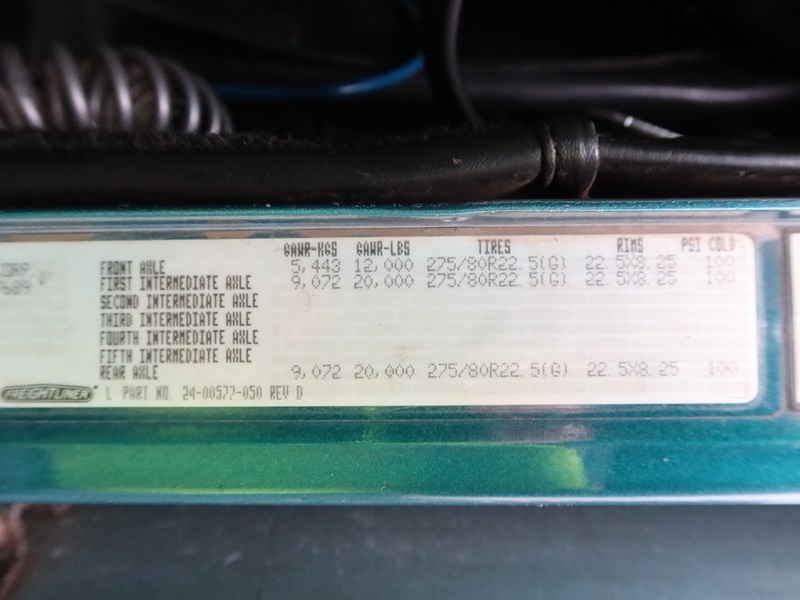 GAWR-KGS GAWR-LBS TIRES RIMS PSI COLD
CORP FRONT AXLE 5,443 12,000 275/80R22.5(G) 22.5X8.25 100
7689 FIRST INTERMEDIATE AXLE 9,072 20,000 275/80R22.5(G) 22.5X8.25 100
SECOND INTERMEDIATE AXLE
THIRD INTERMEDIATE AXLE
FOURTH INTERMEDIATE AXLE
FIFTH INTERMEDIATE AXLE
REAR AXLE 9,072 20,000 275/80R22.5(G) 22.5X8.25 100
FREIGHTLINER L PART NO. 24-00577-050 REV D